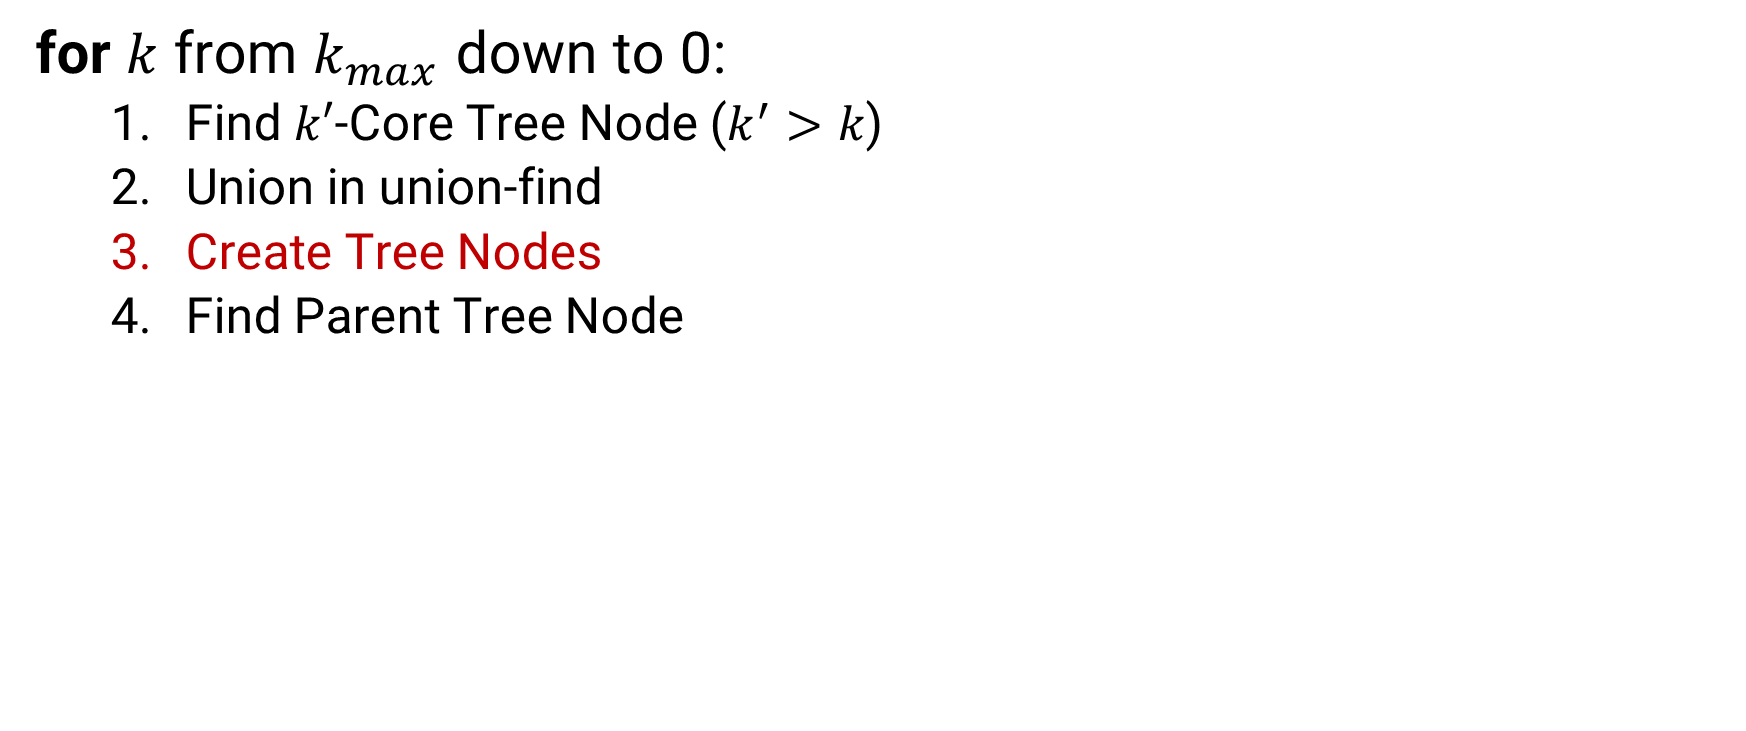 for k from kmax down to 0:
1. Find k′-Core Tree Node (k′ > k)
2. Union in union-find
3. Create Tree Nodes
4. Find Parent Tree Node